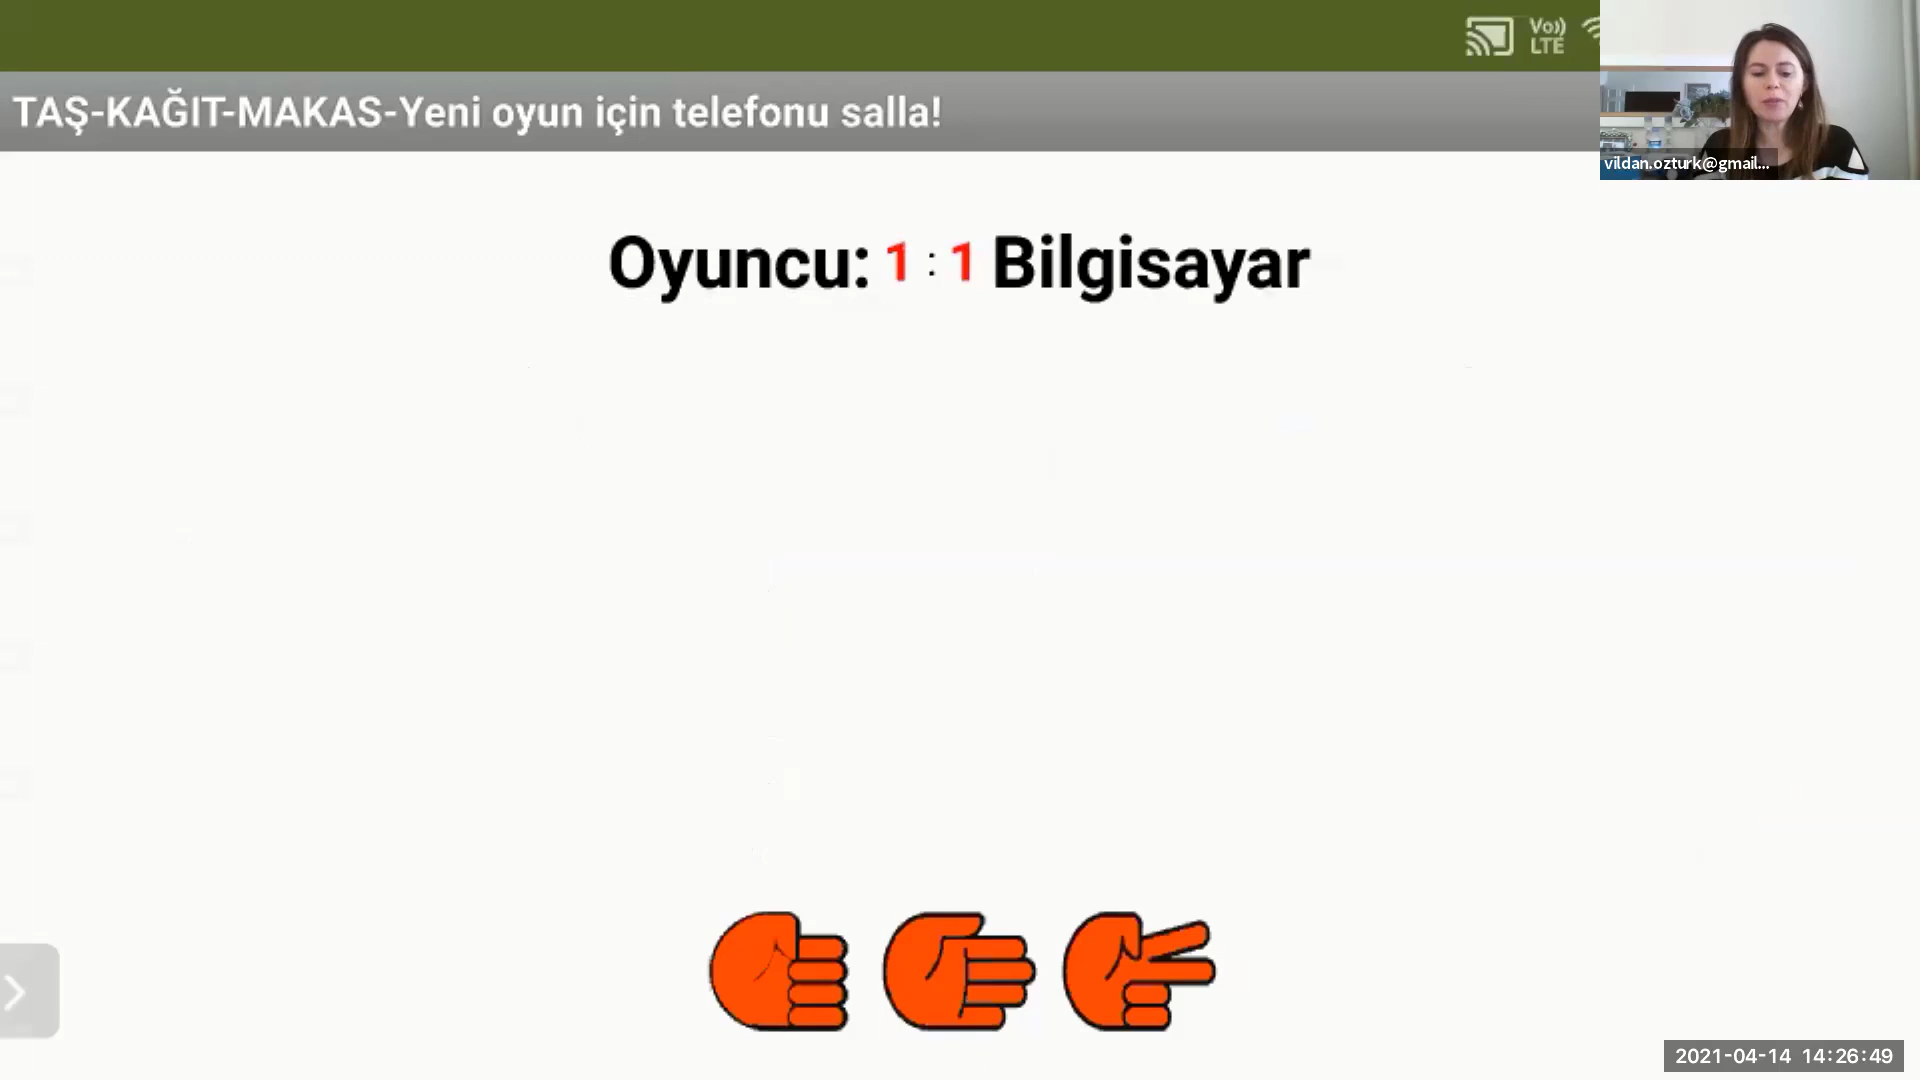 Vo))
LTE
TAŞ-KAĞIT-MAKAS-Yeni oyun için telefonu salla!
vildan.ozturk@gmail...
Oyuncu: 1 : 1 Bilgisayar
2021-04-14 14:26:49